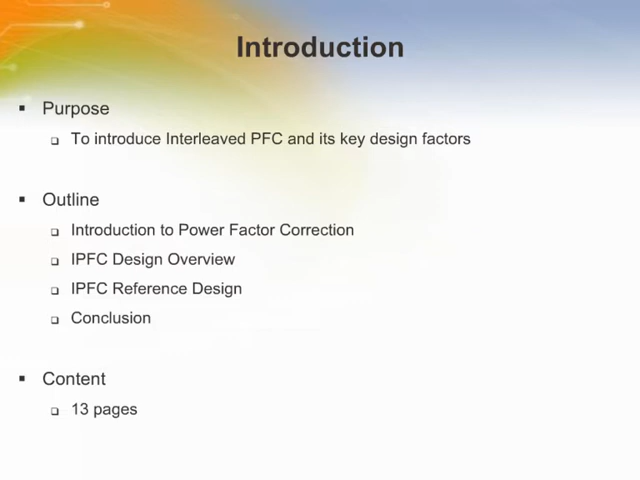 Introduction
Purpose
To introduce Interleaved PFC and its key design factors
Outline
Introduction to Power Factor Correction
IPFC Design Overview
IPFC Reference Design
Conclusion
Content
13 pages